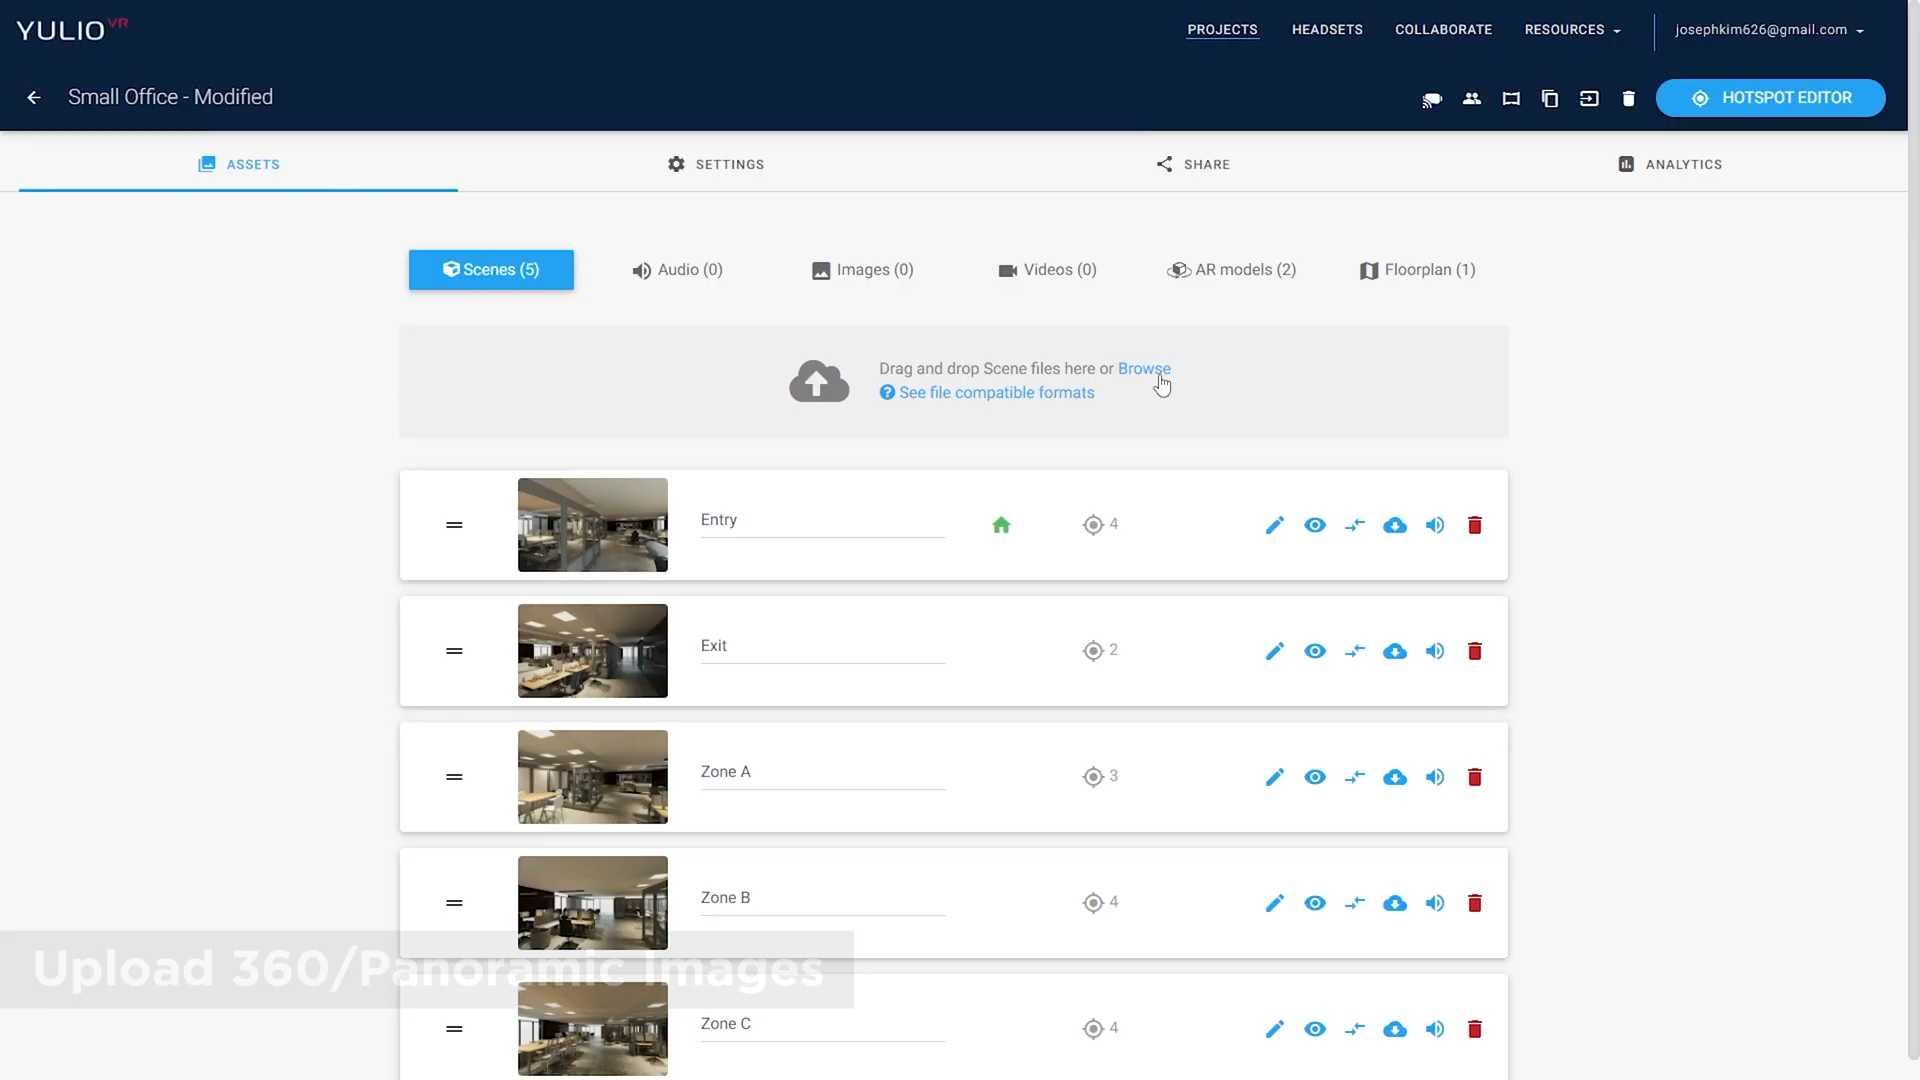 YULIO VR
PROJECTS HEADSETS COLLABORATE RESOURCES josephkim626@gmail.com
Small Office - Modified
HOTSPOT EDITOR
ASSETS SETTINGS SHARE ANALYTICS
Scenes (5) Audio (0) Images (0) Videos (0) AR models (2) Floorplan (1)
Drag and drop Scene files here or Browse
? See file compatible formats
Entry 4
Exit 2
Zone A 3
Zone B 4
Upload 360/Panoramic Images
Zone C 4